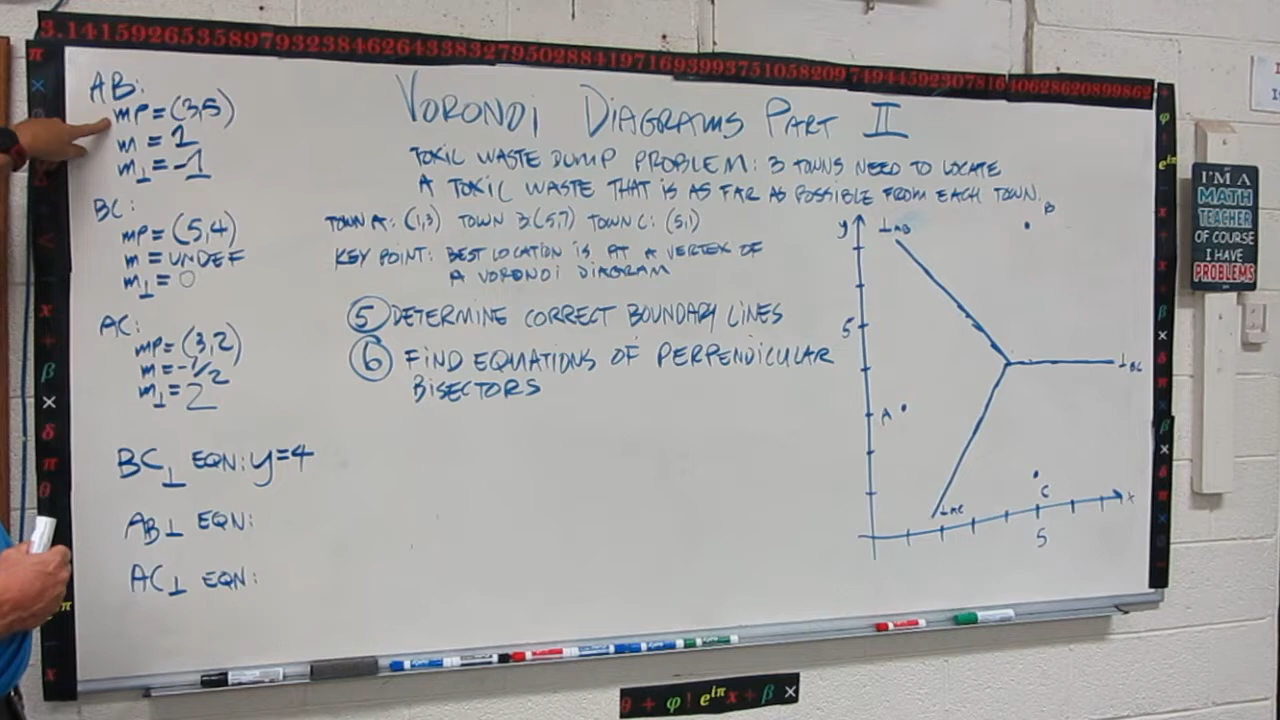 3.14159265358979323846264338327950288419716939937510582097494459230781640628620899862
AB:
mp = (3,5)
m = 1
m⊥ = -1
BC:
mp = (5,4)
m = UNDEF
m⊥ = 0
AC:
mp = (3,2)
m = -1/2
m⊥ = 2
BC⊥ EQN: y=4
AB⊥ EQN:
AC⊥ EQN:
VORONOI DIAGRAMS PART II
TOXIC WASTE DUMP PROBLEM: 3 TOWNS NEED TO LOCATE
A TOXIC WASTE THAT IS AS FAR AS POSSIBLE FROM EACH TOWN.
TOWN A: (1,3) TOWN B:(5,7) TOWN C: (5,1)
KEY POINT: BEST LOCATION IS AT A VERTEX OF
A VORONOI DIAGRAM
5 DETERMINE CORRECT BOUNDARY LINES
6 FIND EQUATIONS OF PERPENDICULAR
BISECTORS
y
⊥AB
B
5
⊥BC
A
C
⊥AC
x
5
I'M A
MATH
TEACHER
OF COURSE
I HAVE
PROBLEMS
θ + φ ! e^iπ x + β ×